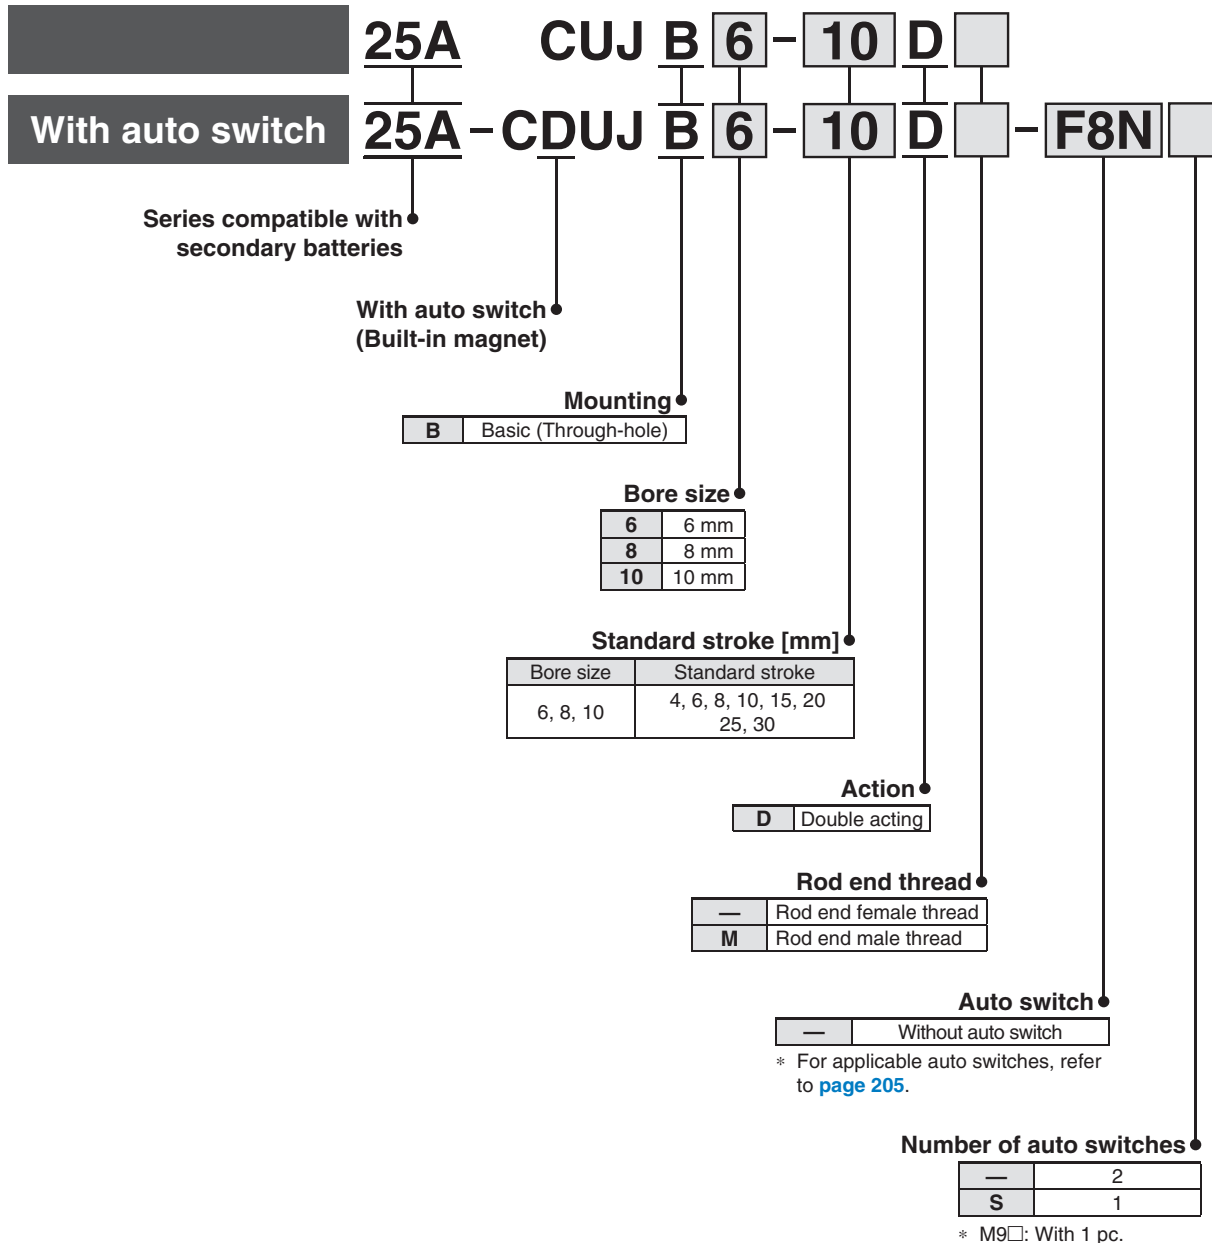 25A CUJ B 6 - 10 D
With auto switch 25A - CDUJ B 6 - 10 D - F8N
Series compatible with
secondary batteries
With auto switch
(Built-in magnet)
Mounting
B Basic (Through-hole)
Bore size
6 6 mm
8 8 mm
10 10 mm
Standard stroke [mm]
Bore size Standard stroke
6, 8, 10 4, 6, 8, 10, 15, 20
25, 30
Action
D Double acting
Rod end thread
— Rod end female thread
M Rod end male thread
Auto switch
— Without auto switch
* For applicable auto switches, refer
to page 205.
Number of auto switches
— 2
S 1
* M9□: With 1 pc.